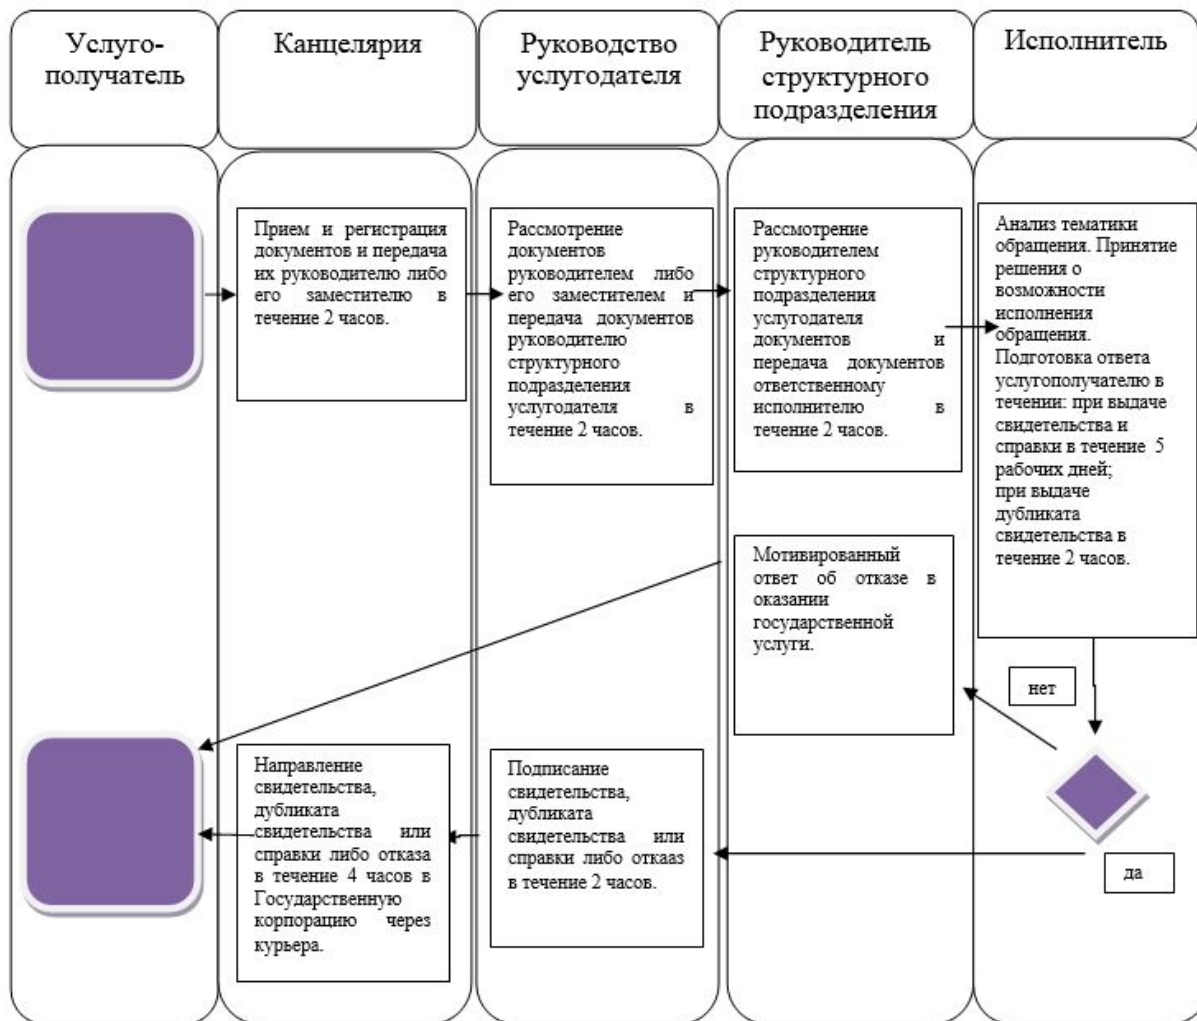 Услуго-
получатель
Канцелярия
Руководство
услугодателя
Руководитель
структурного
подразделения
Исполнитель
Прием и регистрация
документов и передача
их руководителю либо
его заместителю в
течение 2 часов.
Рассмотрение
документов
руководителем либо
его заместителем и
передача документов
руководителю
структурного
подразделения
услугодателя в
течение 2 часов.
Рассмотрение
руководителем
структурного
подразделения
услугодателя
документов и
передача документов
ответственному
исполнителю в
течение 2 часов.
Анализ тематики
обращения. Принятие
решения о
возможности
исполнения
обращения.
Подготовка ответа
услугополучателю в
течении: при выдаче
свидетельства и
справки в течение 5
рабочих дней;
при выдаче
дубликата
свидетельства в
течение 2 часов.
Мотивированный
ответ об отказе в
оказании
государственной
услуги.
нет
Направление
свидетельства,
дубликата
свидетельства или
справки либо отказа
в течение 4 часов в
Государственную
корпорацию через
курьера.
Подписание
свидетельства,
дубликата
свидетельства или
справки либо откааз
в течение 2 часов.
да